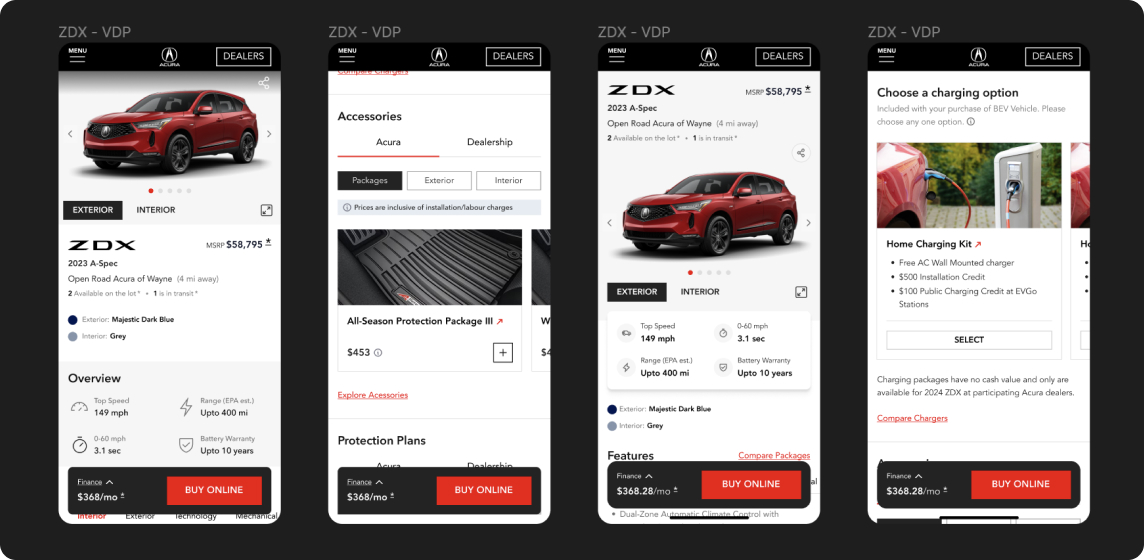 ZDX - VDP
MENU
ACURA
DEALERS
EXTERIOR
INTERIOR
ZDX
MSRP $58,795 *
2023 A-Spec
Open Road Acura of Wayne (4 mi away)
2 Available on the lot * • 1 is in transit *
Exterior: Majestic Dark Blue
Interior: Grey
Overview
Top Speed
149 mph
Range (EPA est.)
Upto 400 mi
0-60 mph
3.1 sec
Battery Warranty
Upto 10 years
Finance
$368/mo *
BUY ONLINE
Interior
Exterior
Technology
Mechanical
ZDX - VDP
MENU
ACURA
DEALERS
Compare Chargers
Accessories
Acura
Dealership
Packages
Exterior
Interior
Prices are inclusive of installation/labour charges
All-Season Protection Package III
W
$453
$4
Explore Acessories
Protection Plans
Acura
Dealership
Finance
$368/mo *
BUY ONLINE
ZDX - VDP
MENU
ACURA
DEALERS
ZDX
MSRP $58,795 *
2023 A-Spec
Open Road Acura of Wayne (4 mi away)
2 Available on the lot * • 1 is in transit *
EXTERIOR
INTERIOR
Top Speed
149 mph
0-60 mph
3.1 sec
Range (EPA est.)
Upto 400 mi
Battery Warranty
Upto 10 years
Exterior: Majestic Dark Blue
Interior: Grey
Features
Compare Packages
Finance
$368.28/mo *
BUY ONLINE
al
• Dual-Zone Automatic Climate Control with
ZDX - VDP
MENU
ACURA
DEALERS
Choose a charging option
Included with your purchase of BEV Vehicle. Please
choose any one option.
Home Charging Kit
Ho
• Free AC Wall Mounted charger
• $500 Installation Credit
• $100 Public Charging Credit at EVGo
Stations
SELECT
Charging packages have no cash value and only are
available for 2024 ZDX at participating Acura dealers.
Compare Chargers
Finance
$368.28/mo *
BUY ONLINE